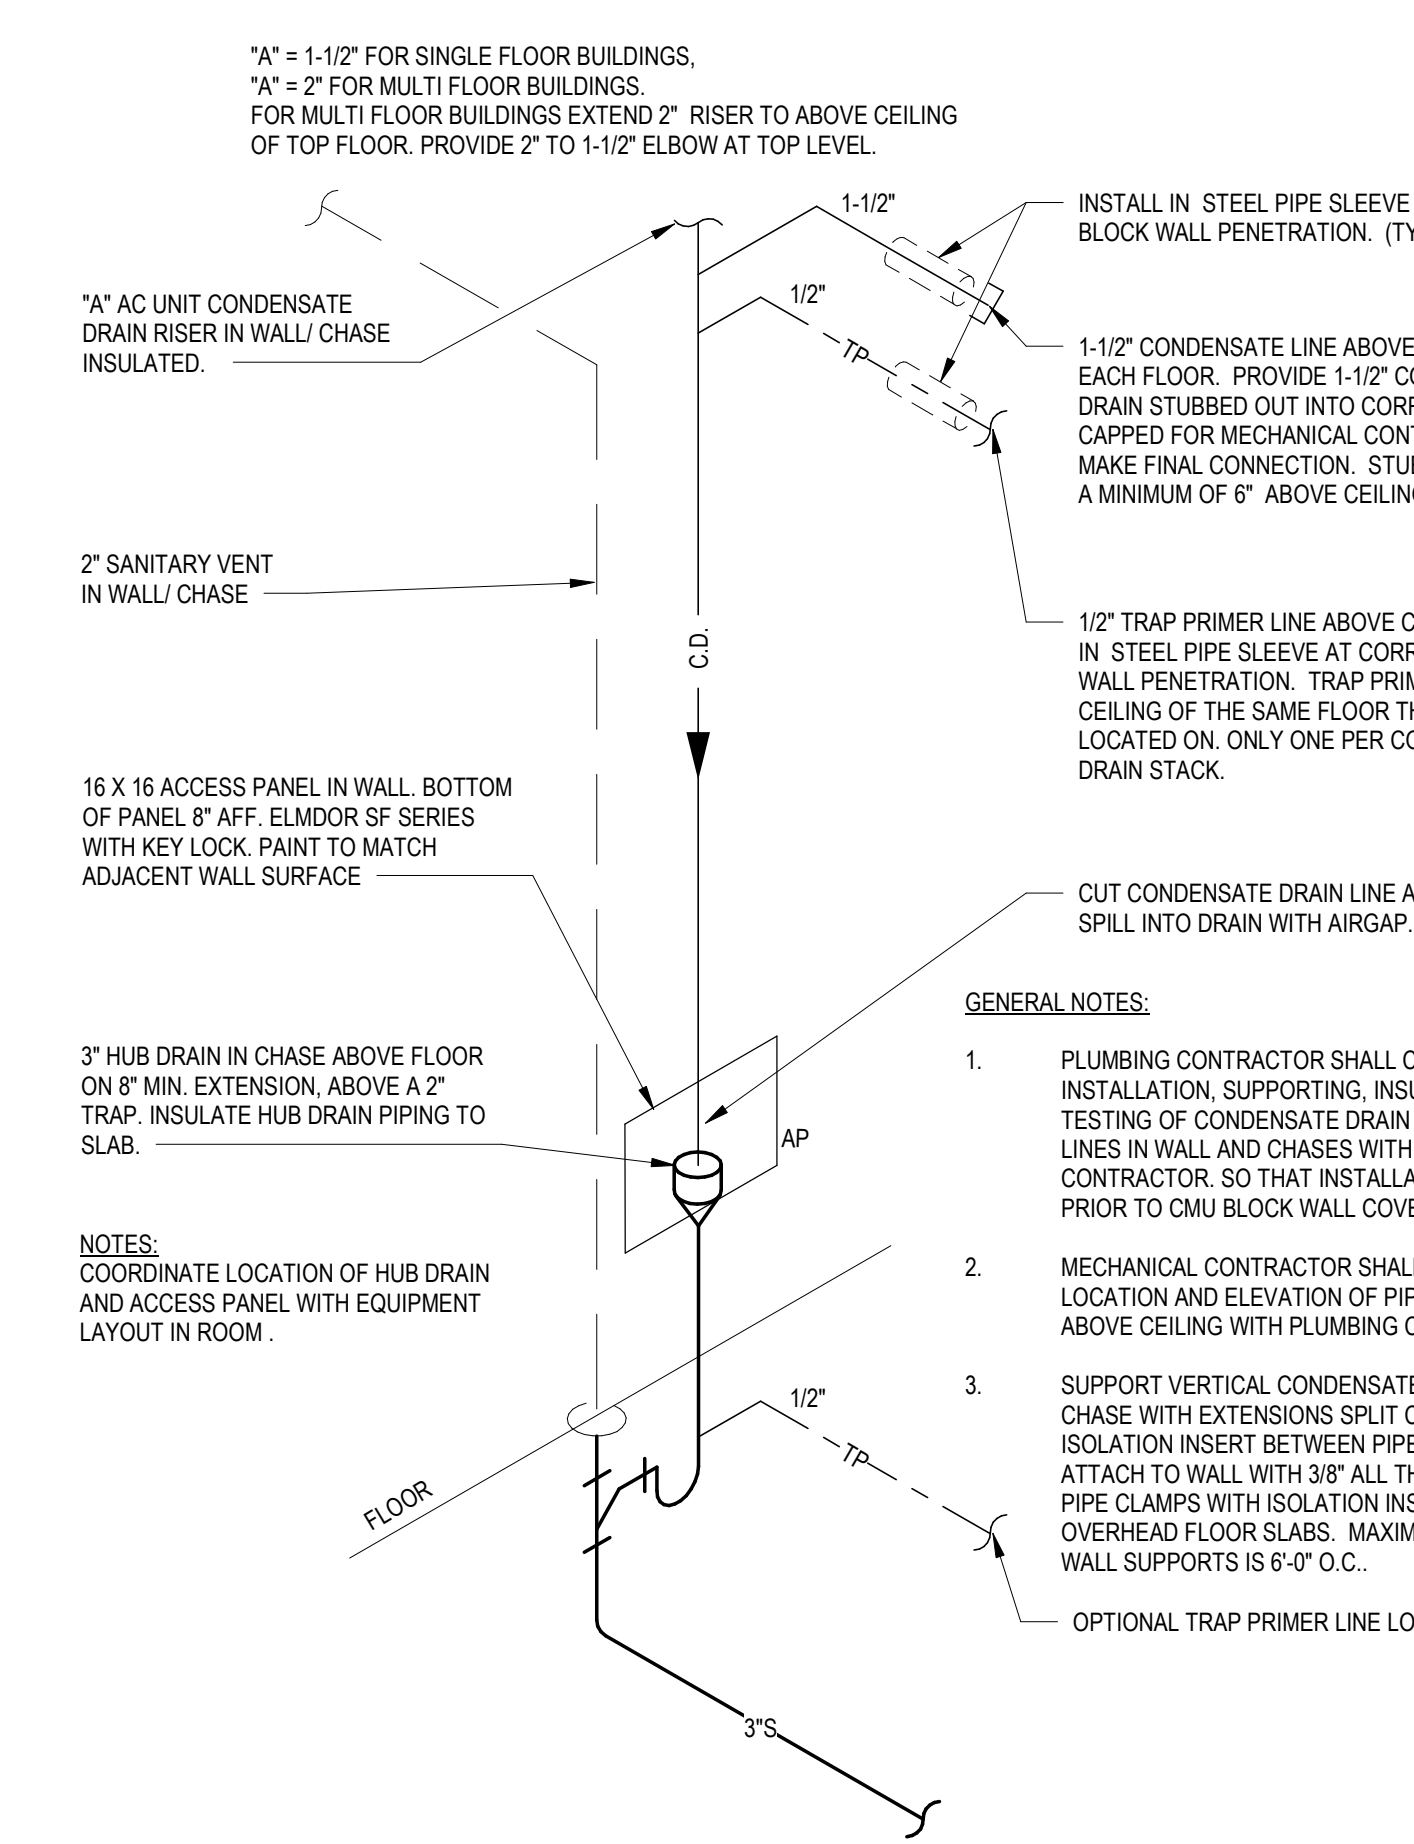 "A" = 1-1/2" FOR SINGLE FLOOR BUILDINGS,
"A" = 2" FOR MULTI FLOOR BUILDINGS.
FOR MULTI FLOOR BUILDINGS EXTEND 2" RISER TO ABOVE CEILING
OF TOP FLOOR. PROVIDE 2" TO 1-1/2" ELBOW AT TOP LEVEL.
1-1/2"
INSTALL IN STEEL PIPE SLEEVE
BLOCK WALL PENETRATION. (TY
"A" AC UNIT CONDENSATE
DRAIN RISER IN WALL/ CHASE
INSULATED.
1/2"
TP
1-1/2" CONDENSATE LINE ABOVE
EACH FLOOR. PROVIDE 1-1/2" CO
DRAIN STUBBED OUT INTO CORR
CAPPED FOR MECHANICAL CONT
MAKE FINAL CONNECTION. STUB
A MINIMUM OF 6" ABOVE CEILING
2" SANITARY VENT
IN WALL/ CHASE
C.D.
1/2" TRAP PRIMER LINE ABOVE C
IN STEEL PIPE SLEEVE AT CORR
WALL PENETRATION. TRAP PRIM
CEILING OF THE SAME FLOOR TH
LOCATED ON. ONLY ONE PER CO
DRAIN STACK.
16 X 16 ACCESS PANEL IN WALL. BOTTOM
OF PANEL 8" AFF. ELMDOR SF SERIES
WITH KEY LOCK. PAINT TO MATCH
ADJACENT WALL SURFACE
CUT CONDENSATE DRAIN LINE A
SPILL INTO DRAIN WITH AIRGAP.
3" HUB DRAIN IN CHASE ABOVE FLOOR
ON 8" MIN. EXTENSION, ABOVE A 2"
TRAP. INSULATE HUB DRAIN PIPING TO
SLAB.
AP
NOTES:
COORDINATE LOCATION OF HUB DRAIN
AND ACCESS PANEL WITH EQUIPMENT
LAYOUT IN ROOM .
GENERAL NOTES:
1. PLUMBING CONTRACTOR SHALL C
INSTALLATION, SUPPORTING, INSU
TESTING OF CONDENSATE DRAIN
LINES IN WALL AND CHASES WITH
CONTRACTOR. SO THAT INSTALLA
PRIOR TO CMU BLOCK WALL COVE
2. MECHANICAL CONTRACTOR SHALL
LOCATION AND ELEVATION OF PIP
ABOVE CEILING WITH PLUMBING C
3. SUPPORT VERTICAL CONDENSATE
CHASE WITH EXTENSIONS SPLIT C
ISOLATION INSERT BETWEEN PIPE
ATTACH TO WALL WITH 3/8" ALL TH
PIPE CLAMPS WITH ISOLATION INS
OVERHEAD FLOOR SLABS. MAXIM
WALL SUPPORTS IS 6'-0" O.C..
1/2"
TP
FLOOR
OPTIONAL TRAP PRIMER LINE LO
3"S